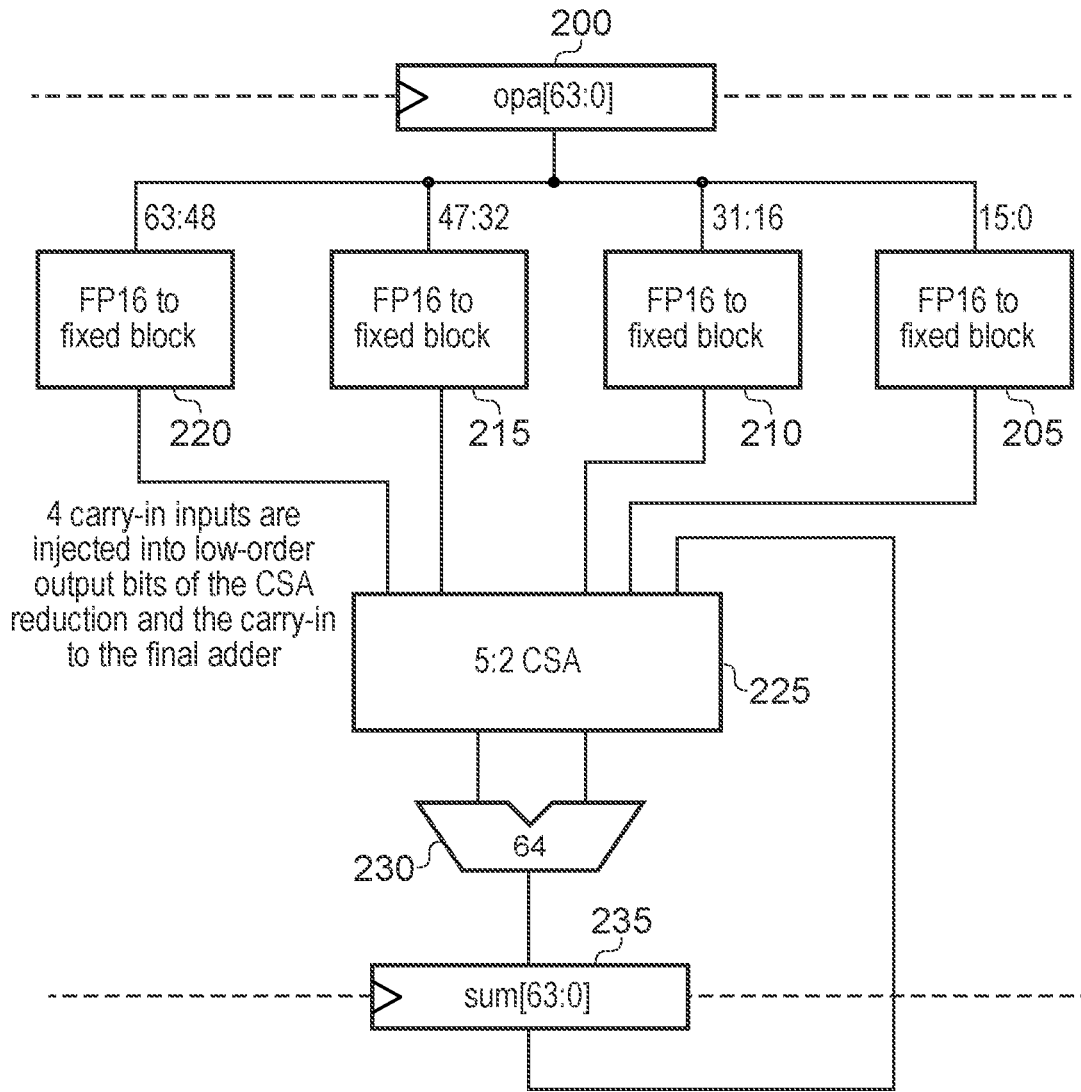 200
opa[63:0]
63:48
47:32
31:16
15:0
FP16 to
fixed block
FP16 to
fixed block
FP16 to
fixed block
FP16 to
fixed block
220
215
210
205
4 carry-in inputs are
injected into low-order
output bits of the CSA
reduction and the carry-in
to the final adder
5:2 CSA
225
64
230
235
sum[63:0]